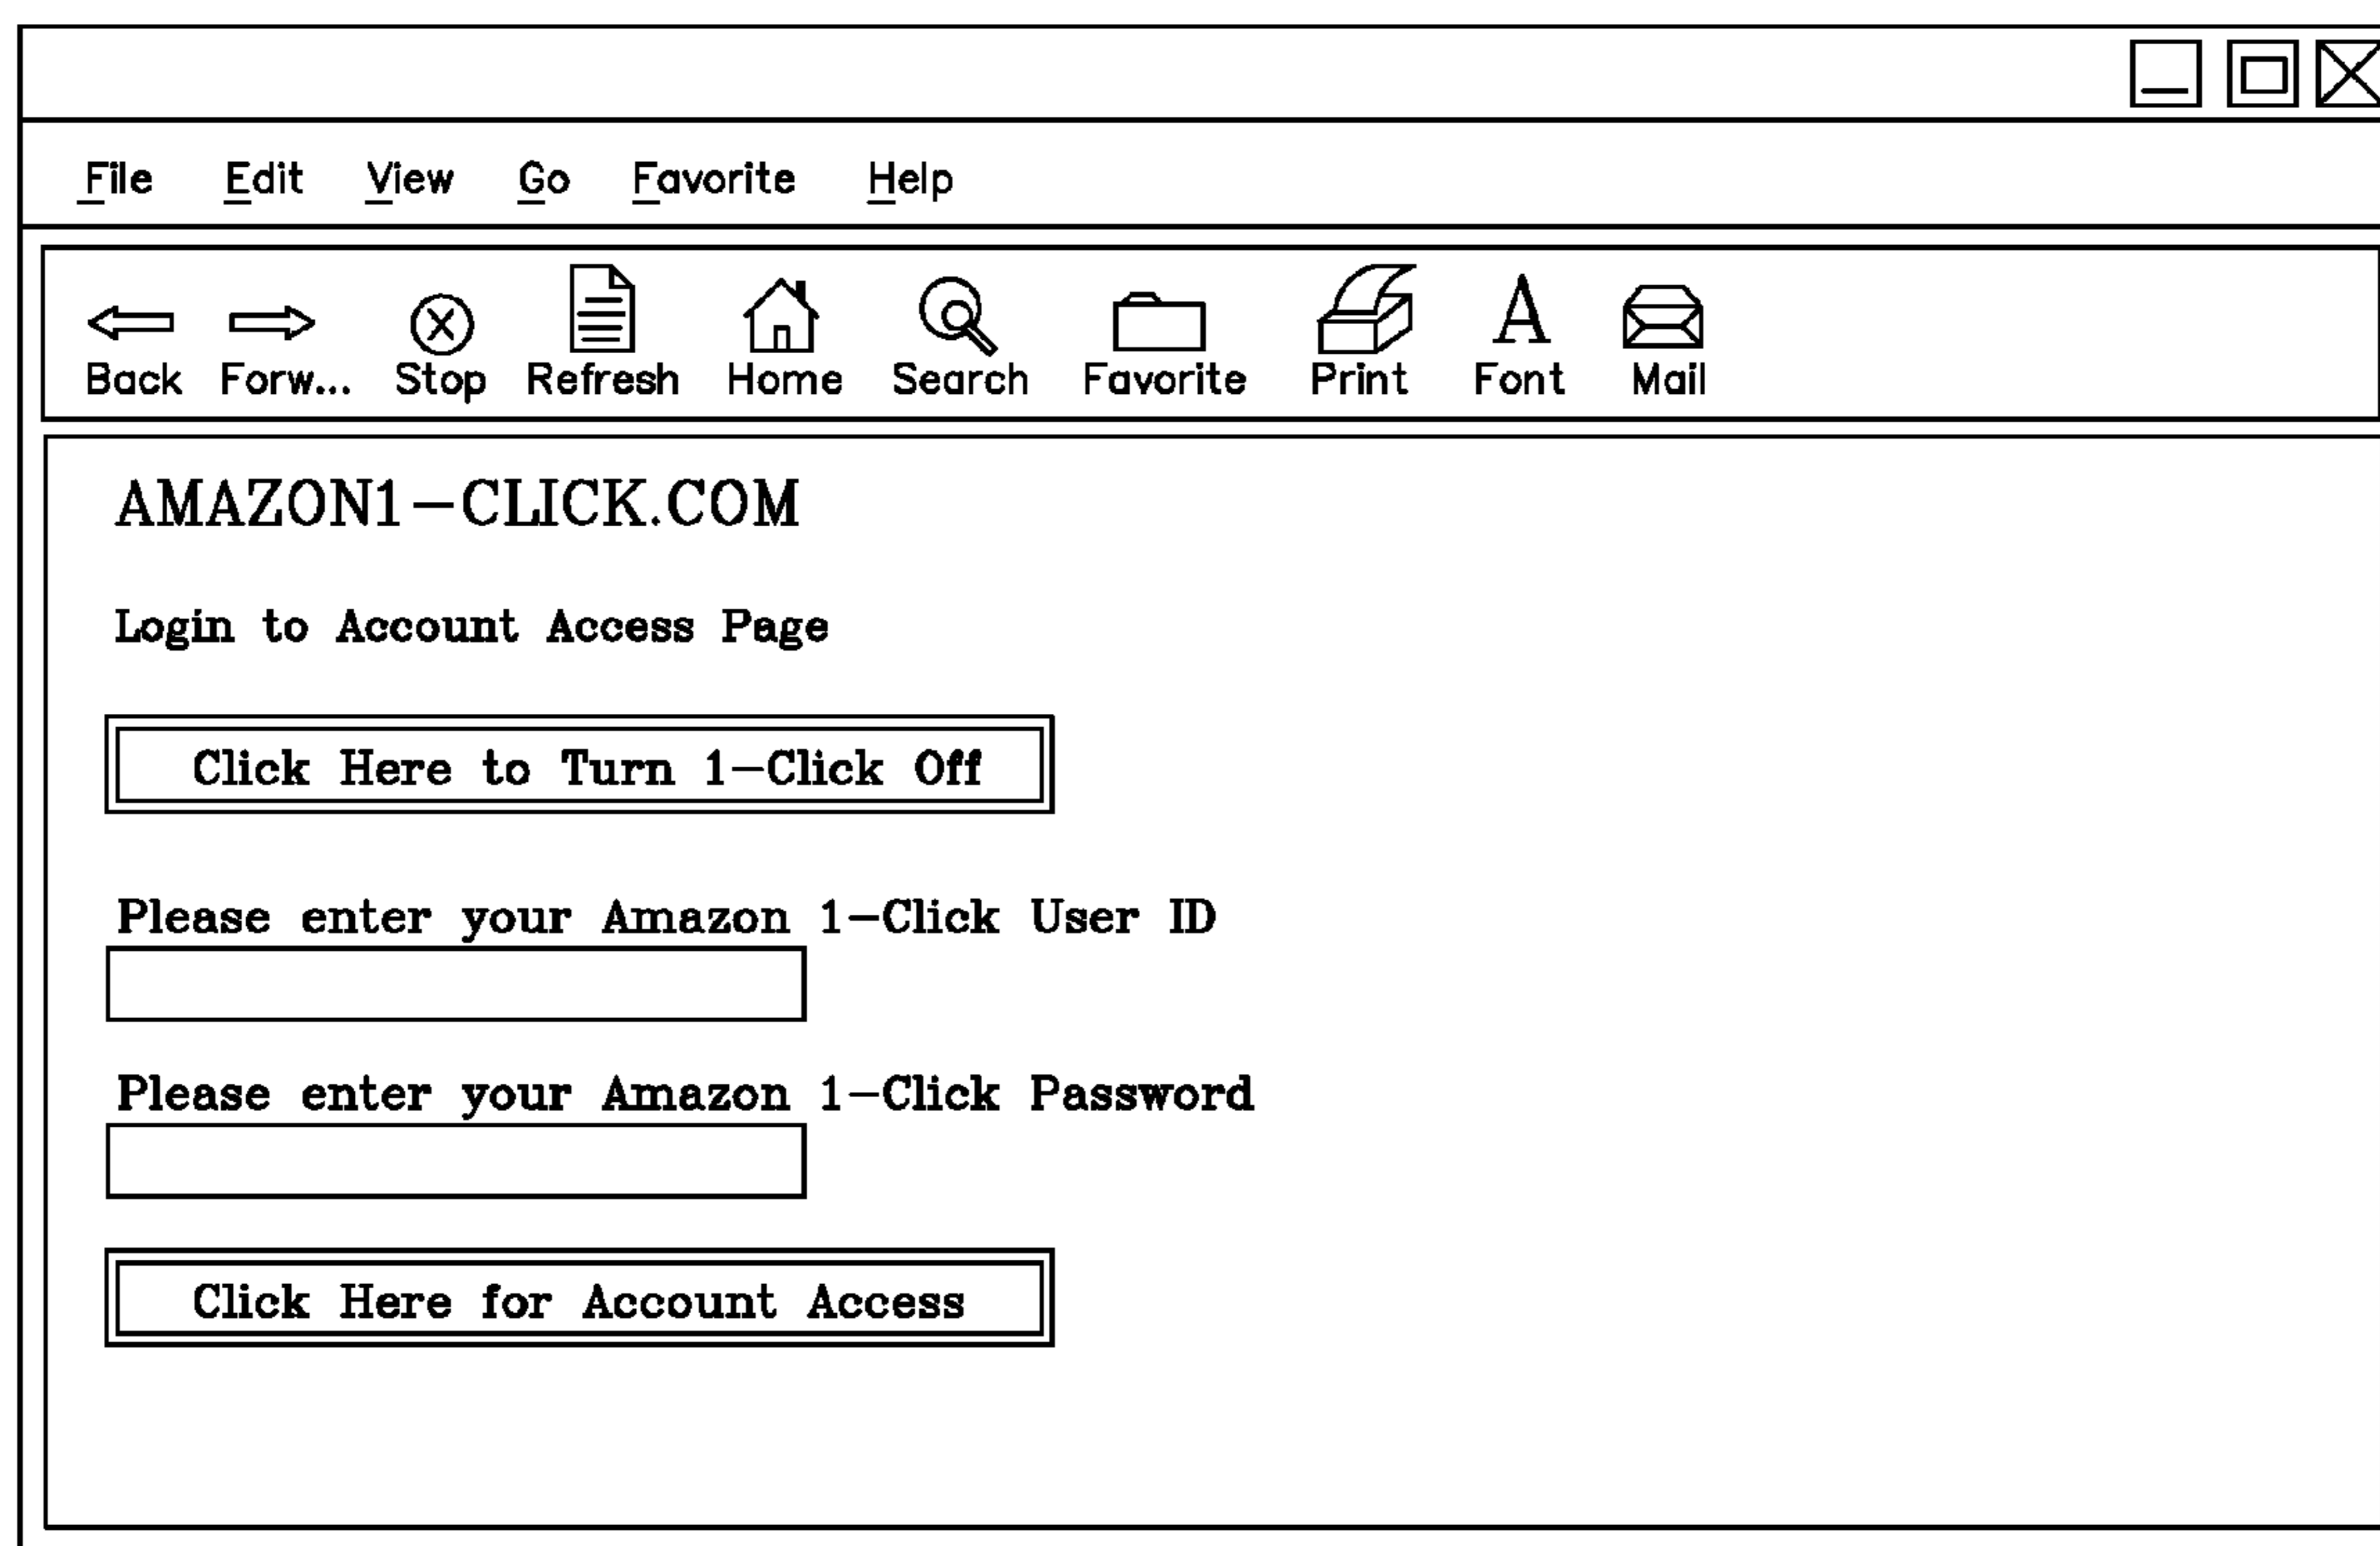 File Edit View Go Favorite Help
Back Forw... Stop Refresh Home Search Favorite Print Font Mail
AMAZON1-CLICK.COM
Login to Account Access Page
Click Here to Turn 1-Click Off
Please enter your Amazon 1-Click User ID
Please enter your Amazon 1-Click Password
Click Here for Account Access